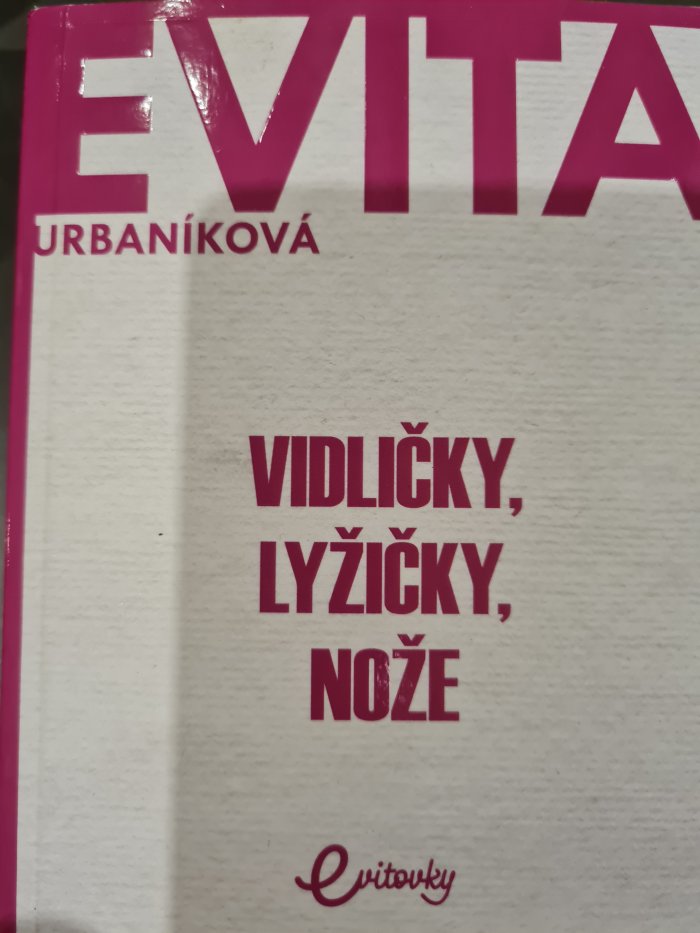 EVITA
URBANÍKOVÁ
VIDLIČKY,
LYŽIČKY,
NOŽE
evitovky